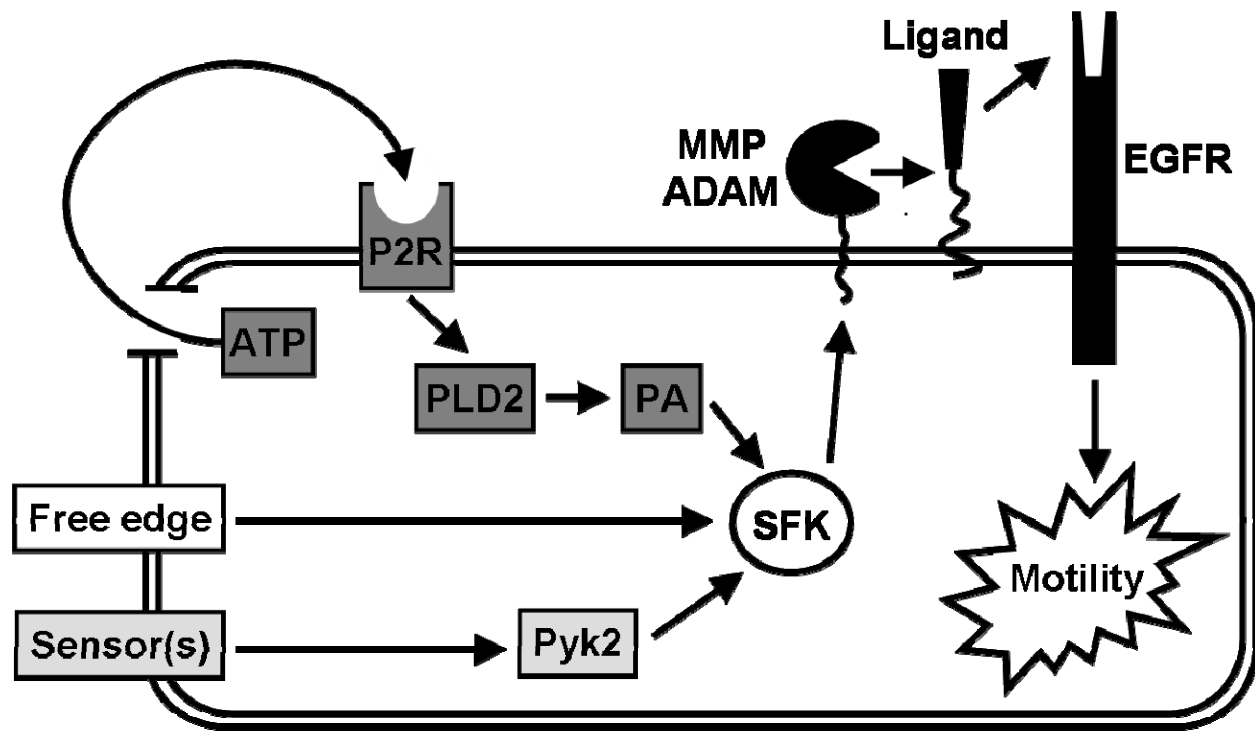 Ligand
MMP
ADAM
EGFR
P2R
ATP
PLD2
PA
Free edge
SFK
Motility
Sensor(s)
Pyk2